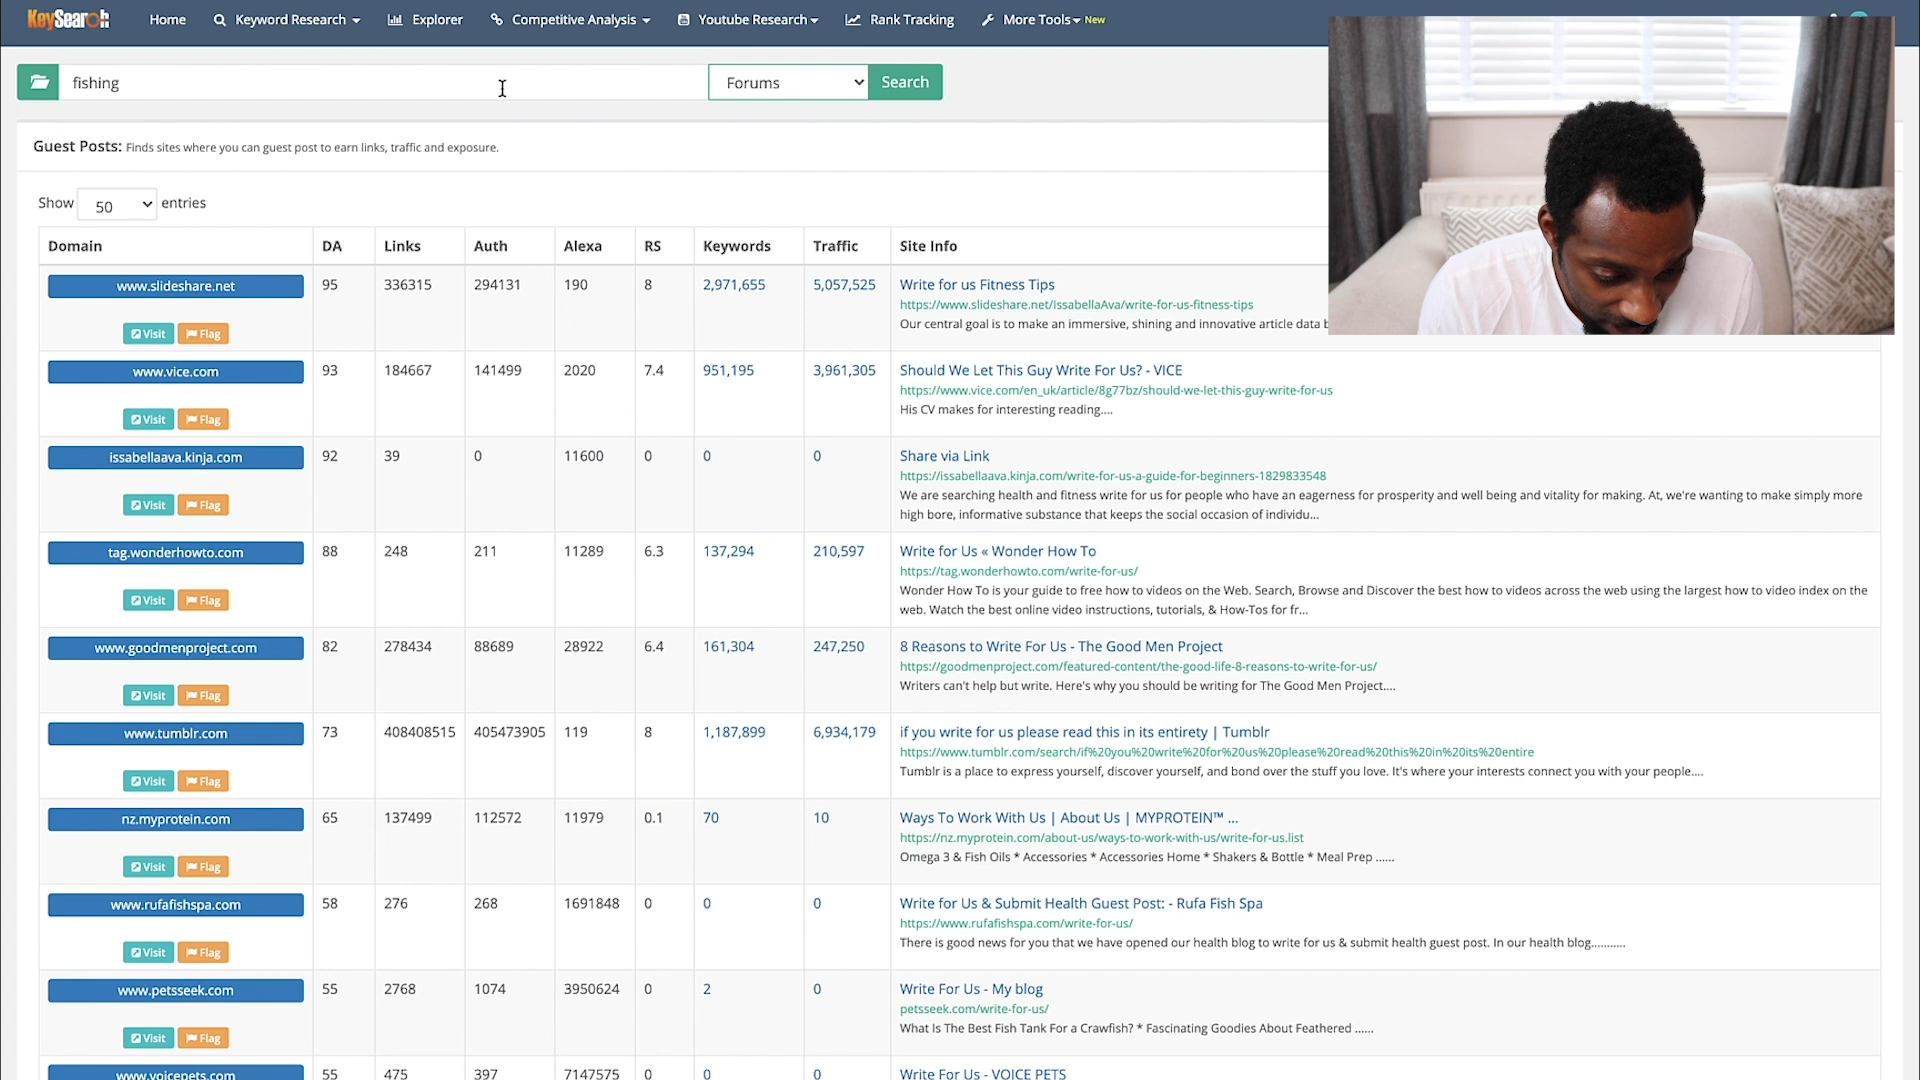 KeySearch Home Keyword Research Explorer Competitive Analysis Youtube Research Rank Tracking More Tools New
fishing Forums Search
Guest Posts: Finds sites where you can guest post to earn links, traffic and exposure.
Show 50 entries
Domain DA Links Auth Alexa RS Keywords Traffic Site Info
www.slideshare.net 95 336315 294131 190 8 2,971,655 5,057,525 Write for us Fitness Tips
https://www.slideshare.net/IssabellaAva/write-for-us-fitness-tips
Visit Flag Our central goal is to make an immersive, shining and innovative article data
www.vice.com 93 184667 141499 2020 7.4 951,195 3,961,305 Should We Let This Guy Write For Us? - VICE
https://www.vice.com/en_uk/article/8g77bz/should-we-let-this-guy-write-for-us
Visit Flag His CV makes for interesting reading....
issabellaava.kinja.com 92 39 0 11600 0 0 0 Share via Link
https://issabellaava.kinja.com/write-for-us-a-guide-for-beginners-1829833548
We are searching health and fitness write for us for people who have an eagerness for prosperity and well being and vitality for making. At, we're wanting to make simply more
Visit Flag high bore, informative substance that keeps the social occasion of individu...
tag.wonderhowto.com 88 248 211 11289 6.3 137,294 210,597 Write for Us « Wonder How To
https://tag.wonderhowto.com/write-for-us/
Wonder How To is your guide to free how to videos on the Web. Search, Browse and Discover the best how to videos across the web using the largest how to video index on the
Visit Flag web. Watch the best online video instructions, tutorials, & How-Tos for fr...
www.goodmenproject.com 82 278434 88689 28922 6.4 161,304 247,250 8 Reasons to Write For Us - The Good Men Project
https://goodmenproject.com/featured-content/the-good-life-8-reasons-to-write-for-us/
Visit Flag Writers can't help but write. Here's why you should be writing for The Good Men Project....
www.tumblr.com 73 408408515 405473905 119 8 1,187,899 6,934,179 if you write for us please read this in its entirety | Tumblr
https://www.tumblr.com/search/if%20you%20write%20for%20us%20please%20read%20this%20in%20its%20entire
Visit Flag Tumblr is a place to express yourself, discover yourself, and bond over the stuff you love. It's where your interests connect you with your people....
nz.myprotein.com 65 137499 112572 11979 0.1 70 10 Ways To Work With Us | About Us | MYPROTEIN™ ...
https://nz.myprotein.com/about-us/ways-to-work-with-us/write-for-us.list
Visit Flag Omega 3 & Fish Oils * Accessories * Accessories Home * Shakers & Bottle * Meal Prep ......
www.rufafishspa.com 58 276 268 1691848 0 0 0 Write for Us & Submit Health Guest Post: - Rufa Fish Spa
https://www.rufafishspa.com/write-for-us/
Visit Flag There is good news for you that we have opened our health blog to write for us & submit health guest post. In our health blog...........
www.petsseek.com 55 2768 1074 3950624 0 2 0 Write For Us - My blog
petsseek.com/write-for-us/
Visit Flag What Is The Best Fish Tank For a Crawfish? * Fascinating Goodies About Feathered ......
www.voicepets.com 55 475 397 7147575 0 0 0 Write For Us - VOICE PETS